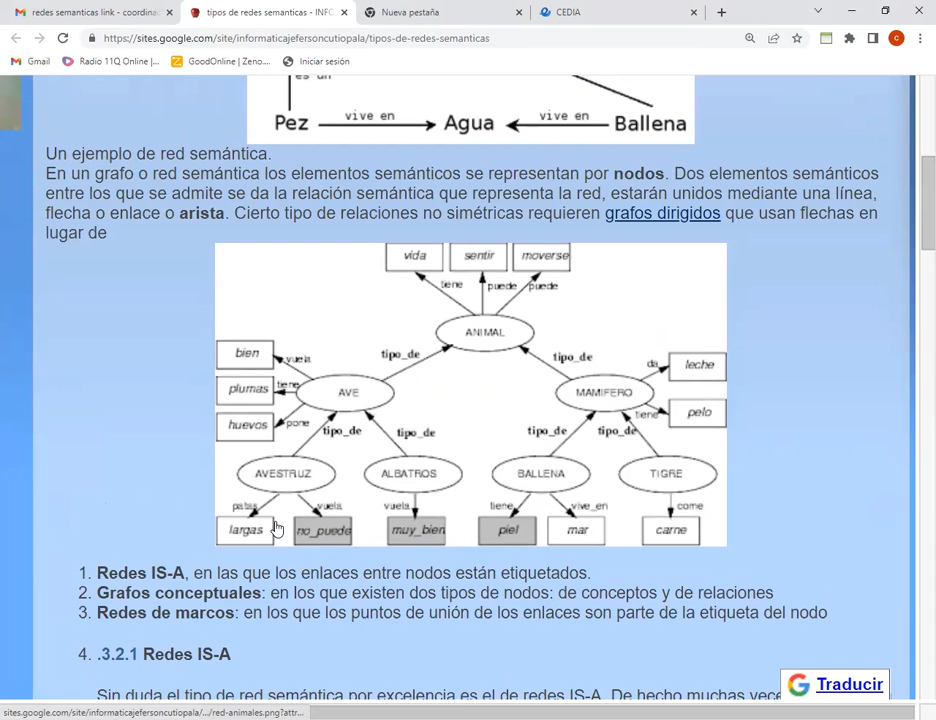 redes semanticas link - coordina
tipos de redes semanticas - INFO
Nueva pestaña
CEDIA
https://sites.google.com/site/informaticajefersoncutiopala/tipos-de-redes-semanticas
Gmail
Radio 11Q Online |...
GoodOnline | Zeno....
Iniciar sesión
es un
Pez vive en Agua vive en Ballena
Un ejemplo de red semántica.
En un grafo o red semántica los elementos semánticos se representan por nodos. Dos elementos semánticos
entre los que se admite se da la relación semántica que representa la red, estarán unidos mediante una línea,
flecha o enlace o arista. Cierto tipo de relaciones no simétricas requieren grafos dirigidos que usan flechas en
lugar de
vida sentir moverse
tiene puede puede
ANIMAL
bien vuela tipo_de tipo_de da leche
plumas tiene AVE MAMIFERO
tiene pelo
huevos pone tipo_de tipo_de tipo_de tipo_de
AVESTRUZ ALBATROS BALLENA TIGRE
patas vuela vuela tiene vive_en come
largas no_puede muy_bien piel mar carne
1. Redes IS-A, en las que los enlaces entre nodos están etiquetados.
2. Grafos conceptuales: en los que existen dos tipos de nodos: de conceptos y de relaciones
3. Redes de marcos: en los que los puntos de unión de los enlaces son parte de la etiqueta del nodo
4. .3.2.1 Redes IS-A
Sin duda el tipo de red semántica por excelencia es el de redes IS-A. De hecho muchas vece
G Traducir
https://sites.google.com/site/informaticajefersoncutiopala/.../red-animales.png?attr...